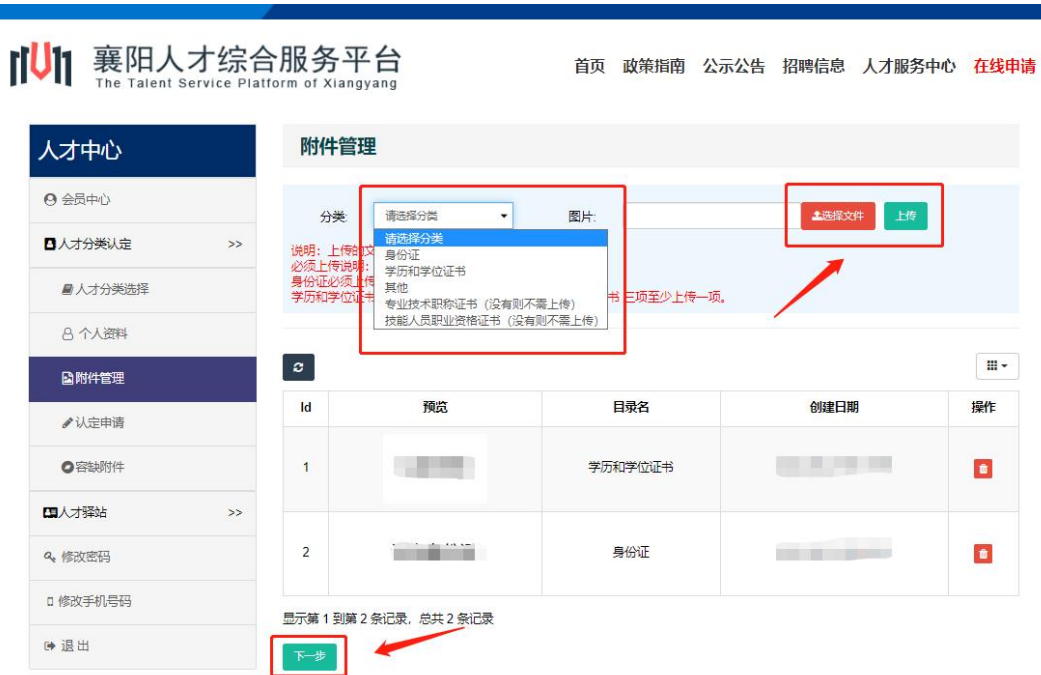 襄阳人才综合服务平台
The Talent Service Platform of Xiangyang
首页 政策指南 公示公告 招聘信息 人才服务中心 在线申请
人才中心
会员中心
人才分类认定 >>
人才分类选择
个人资料
附件管理
认定申请
容缺附件
人才驿站 >>
修改密码
修改手机号码
退出
附件管理
分类: 请选择分类 图片: 选择文件 上传
请选择分类
身份证
学历和学位证书
其他
专业技术职称证书（没有则不需上传）
技能人员职业资格证书（没有则不需上传）
说明：上传的文
必须上传说明：
身份证必须上传
学历和学位证书 书 三项至少上传一项。
Id 预览 目录名 创建日期 操作
1 学历和学位证书
2 身份证
显示第 1 到第 2 条记录，总共 2 条记录
下一步